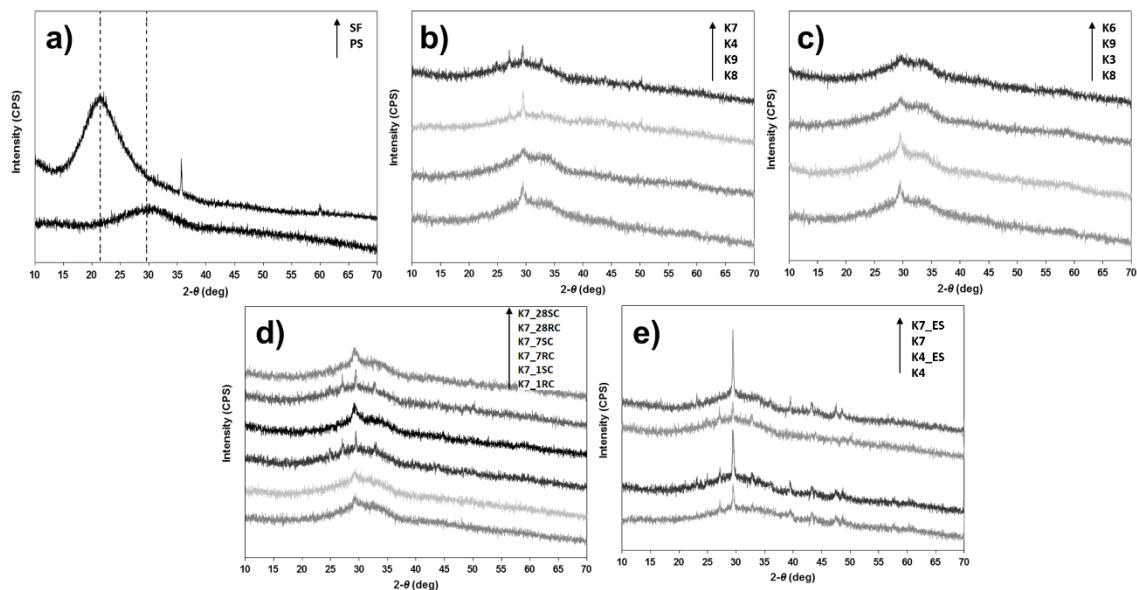 a)
SF
PS
Intensity (CPS)
10 20 25 30 35 40 45 50 55 60 65 70
2-θ (deg)
b)
K7
K4
K9
K8
Intensity (CPS)
10 15 20 25 30 35 40 45 50 55 60 65 70
2-θ (deg)
c)
K6
K9
K3
K8
Intensity (CPS)
10 15 20 25 30 35 40 45 50 55 60 65 70
2-θ (deg)
d)
K7_28SC
K7_28RC
K7_7SC
K7_7RC
K7_1SC
K7_1RC
Intensity (CPS)
10 15 20 25 30 35 40 45 50 55 60 65 70
2-θ (deg)
e)
K7_ES
K7
K4_ES
K4
Intensity (CPS)
10 15 20 25 30 35 40 45 50 55 60 65 70
2-θ (deg)